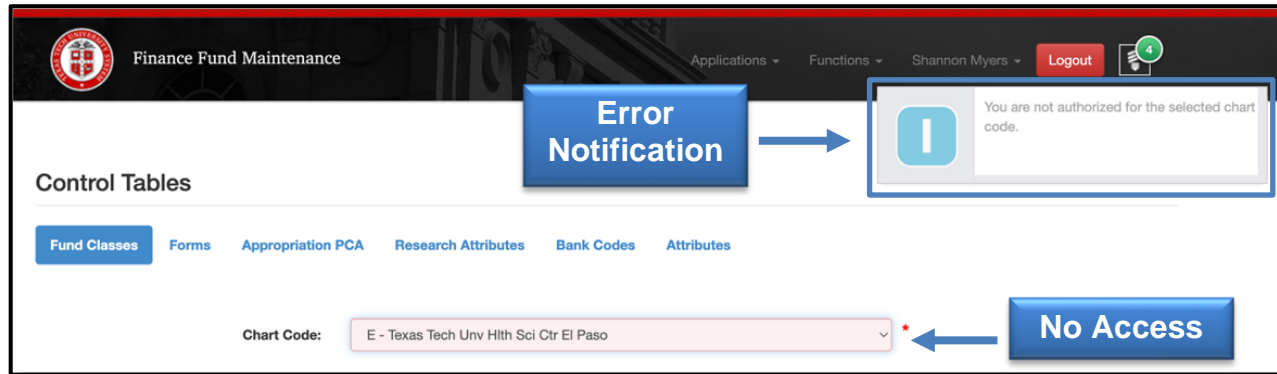 Finance Fund Maintenance
Applications
Functions
Shannon Myers
Logout
4
Error
Notification
I
You are not authorized for the selected chart
code.
Control Tables
Fund Classes
Forms
Appropriation PCA
Research Attributes
Bank Codes
Attributes
Chart Code:
E - Texas Tech Unv Hlth Sci Ctr El Paso
*
No Access